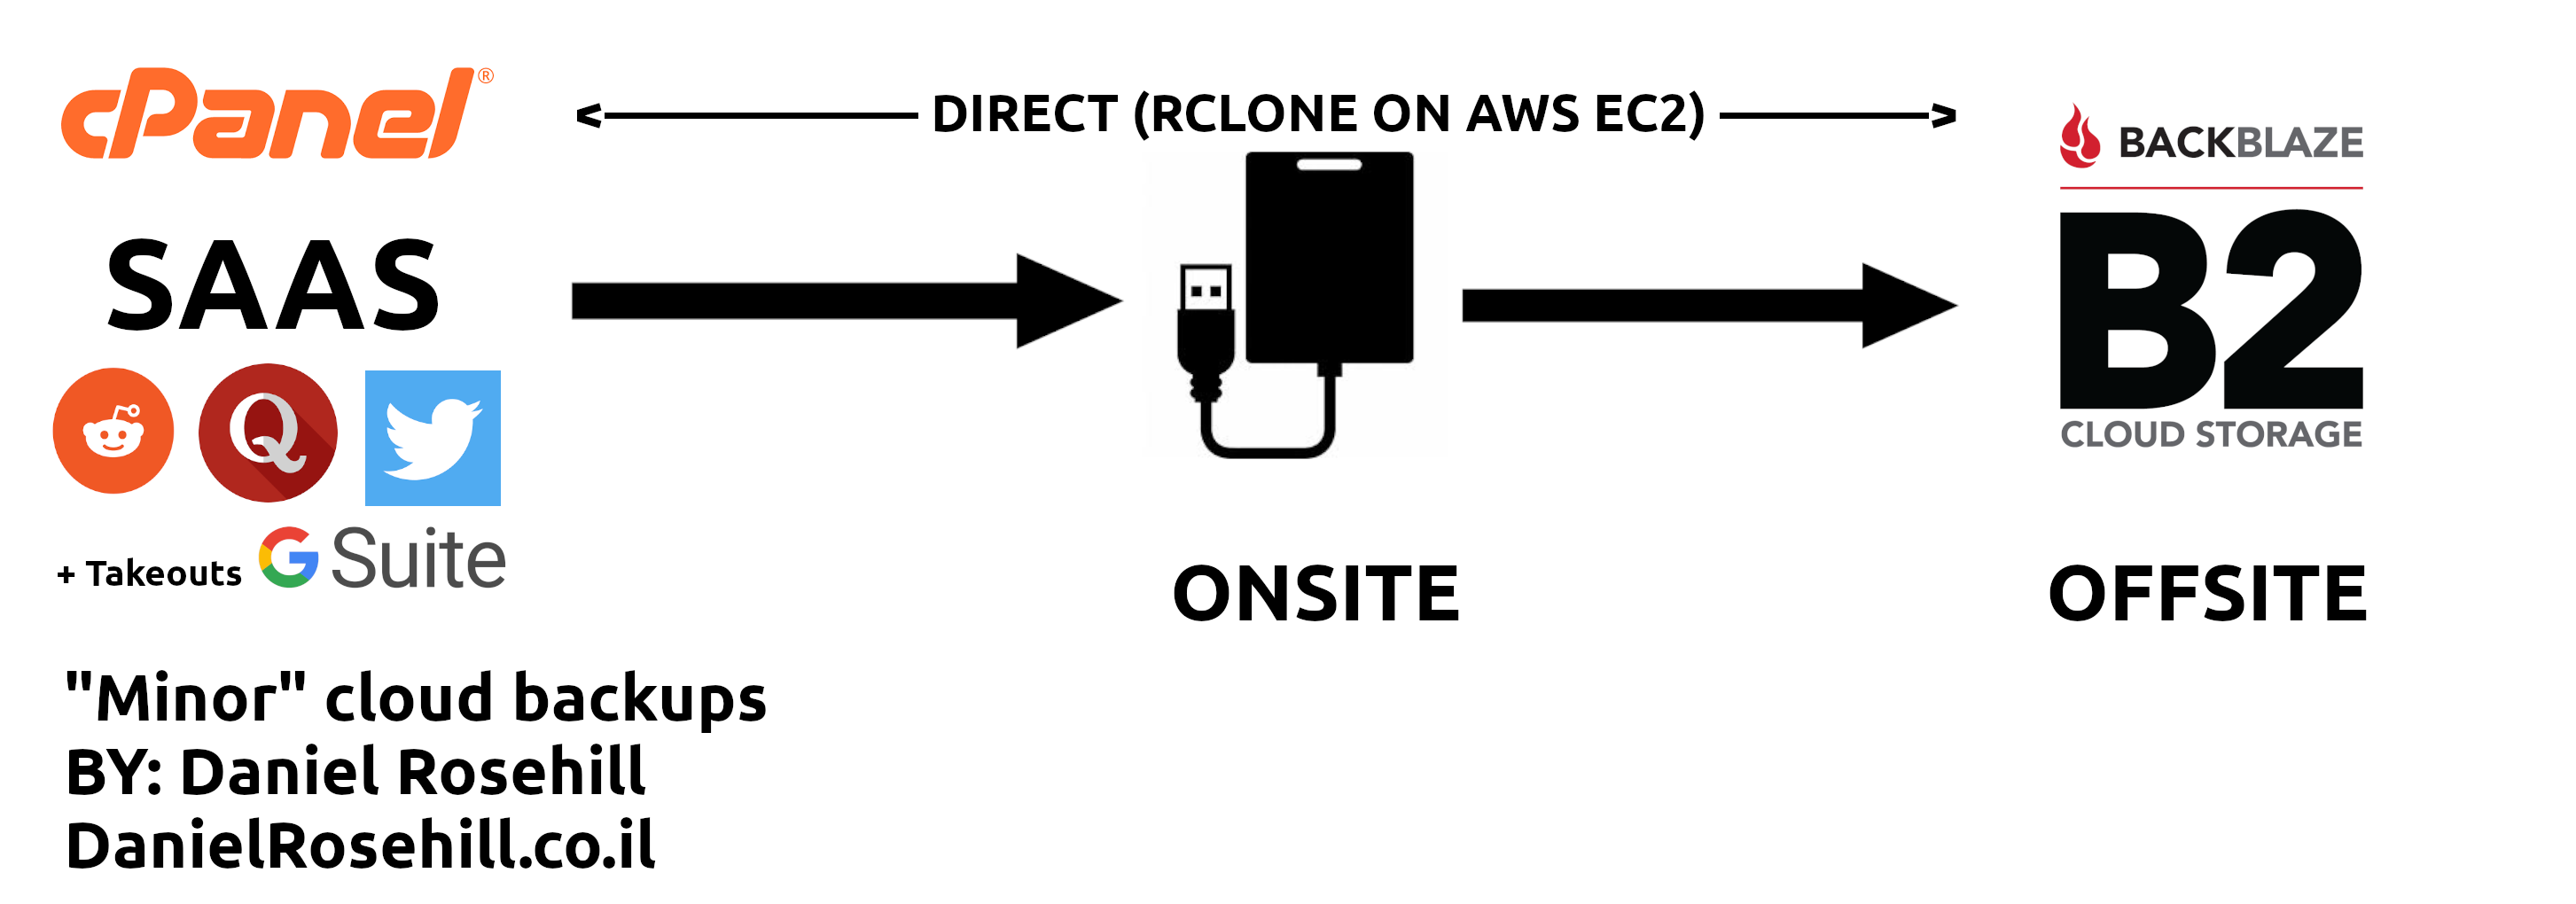 cPanel®
DIRECT (RCLONE ON AWS EC2)
BACKBLAZE
B2
CLOUD STORAGE
SAAS
Q
+ Takeouts G Suite
ONSITE
OFFSITE
"Minor" cloud backups
BY: Daniel Rosehill
DanielRosehill.co.il